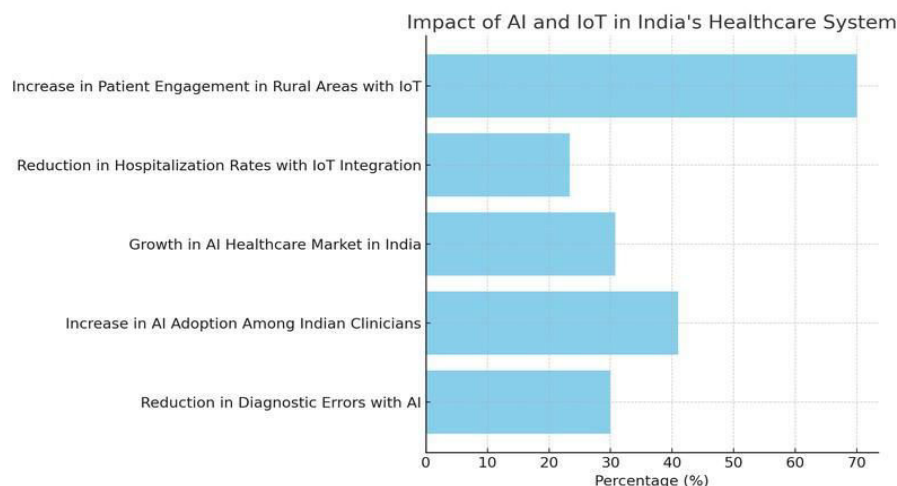 Impact of AI and IoT in India's Healthcare System
Increase in Patient Engagement in Rural Areas with IoT
Reduction in Hospitalization Rates with IoT Integration
Growth in AI Healthcare Market in India
Increase in AI Adoption Among Indian Clinicians
Reduction in Diagnostic Errors with AI
0 10 20 30 40 50 60 70
Percentage (%)